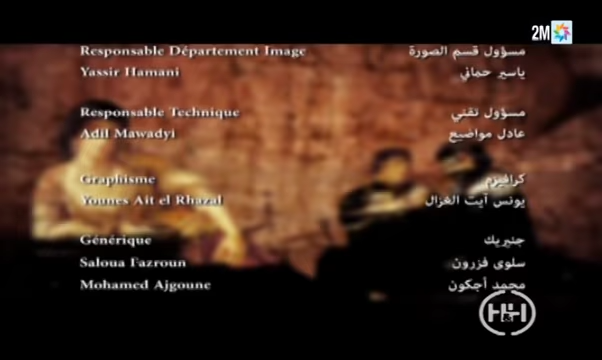 2M
Responsable Département Image مسؤول قسم الصورة
Yassir Hamani ياسير حماني
Responsable Technique مسؤول تقني
Adil Mawadyi عادل مواضيع
Graphisme كرافيزم
Younes Ait el Rhazal يونس آيت الغزال
Générique جنيريك
Saloua Fazroun سلوى فزرون
Mohamed Ajgoune محمد أجكون
H&H